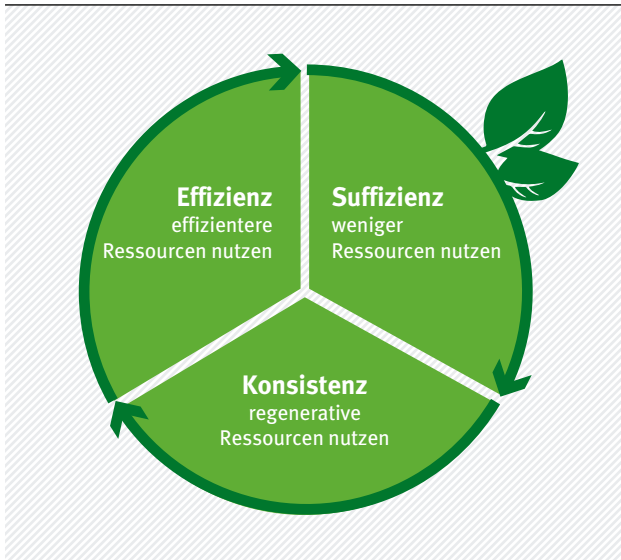 Effizienz
effizientere
Ressourcen nutzen
Suffizienz
weniger
Ressourcen nutzen
Konsistenz
regenerative
Ressourcen nutzen